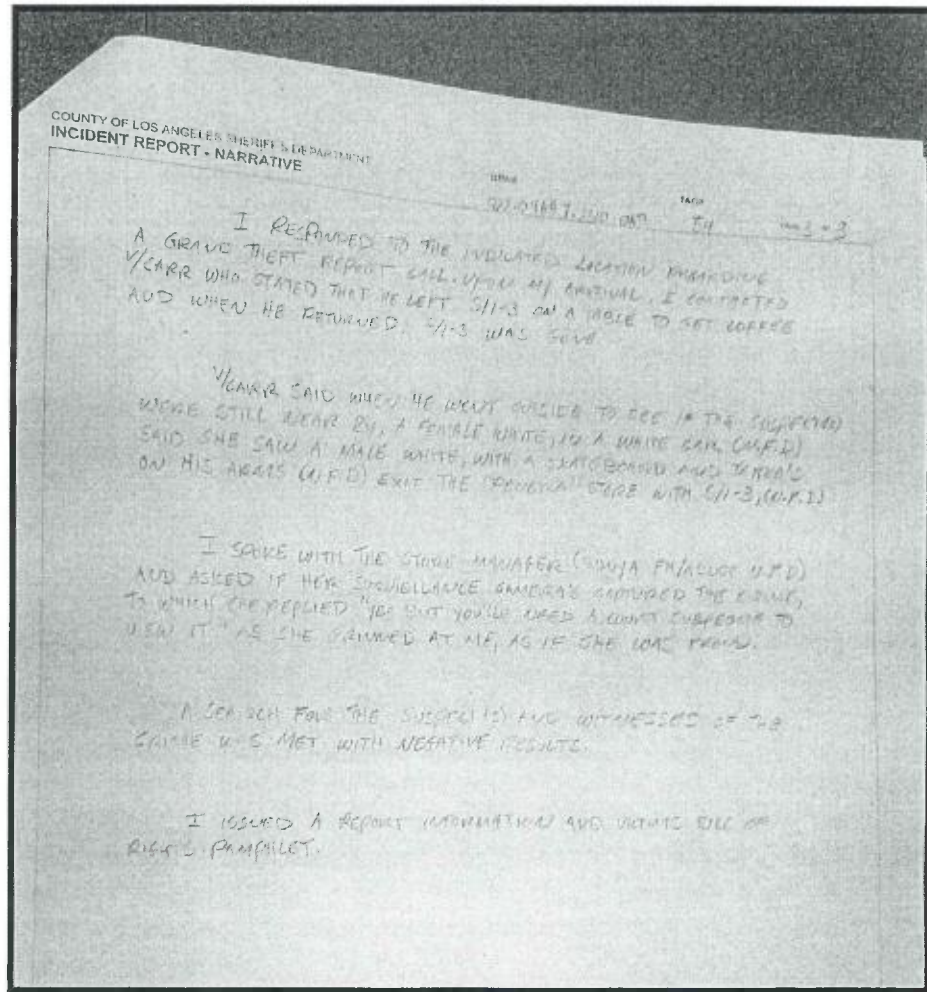 COUNTY OF LOS ANGELES SHERIFF'S DEPARTMENT
INCIDENT REPORT - NARRATIVE
I RESPONDED TO THE INDICATED LOCATION REGARDING
A GRAND THEFT REPORT CALL. UPON MY ARRIVAL I CONTACTED
V/CARR WHO STATED THAT HE LEFT S/1-3 ON A TABLE TO GET COFFEE
AND WHEN HE RETURNED, S/1-3 WAS GONE
V/CARR SAID WHEN HE WENT OUTSIDE TO SEE IF THE SUSPECT(S)
WERE STILL NEAR BY, A FEMALE WHITE, IN A WHITE CAR (N.F.D)
SAID SHE SAW A MALE WHITE, WITH A SKATEBOARD AND
ON HIS ARMS (N.F.D) EXIT THE STORE WITH S/1-3, (N.F.I)
I SPOKE WITH THE STORE MANAGER
AND ASKED IF HER SURVEILLANCE CAMERA'S CAPTURED THE CRIME,
TO WHICH SHE REPLIED "YES BUT YOU'LL NEED A COURT SUBPEONA TO
VIEW IT" AS SHE GRINNED AT ME, AS IF SHE WAS PROUD.
A SEARCH FOR THE SUSPECT(S) AND WITNESSES OF THE
CRIME WAS MET WITH NEGATIVE RESULTS.
I ISSUED A REPORT INFORMATION AND VICTIMS BILL OF
RIGHTS PAMPHLET.